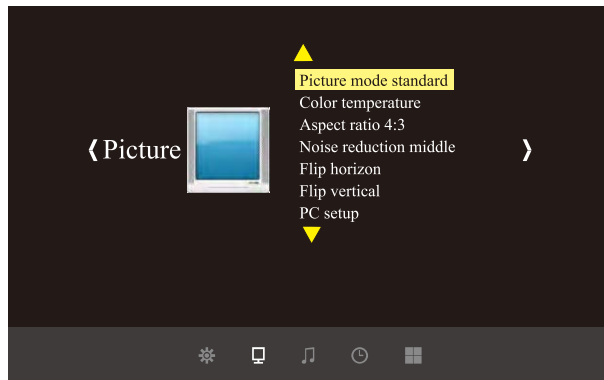 Picture
Picture mode standard
Color temperature
Aspect ratio 4:3
Noise reduction middle
Flip horizon
Flip vertical
PC setup